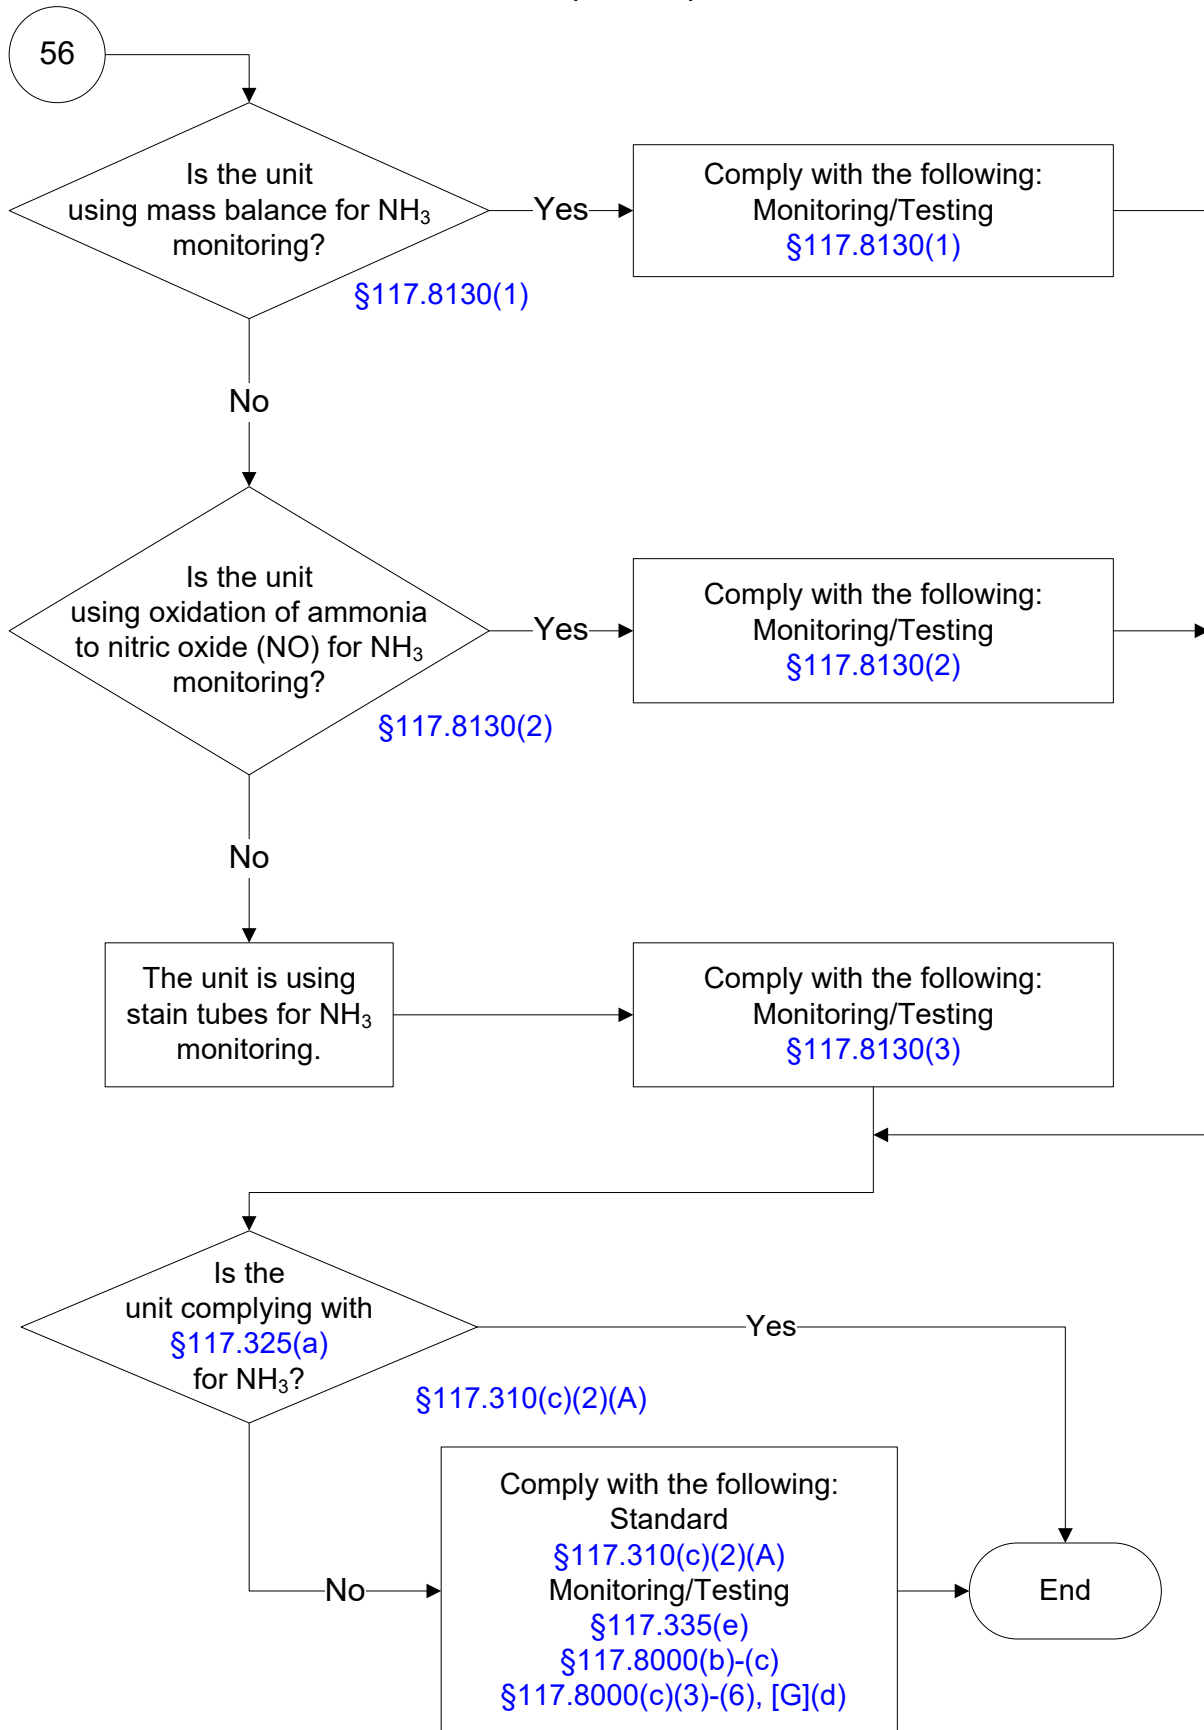 56
Is the unit
using mass balance for NH₃
monitoring?
§117.8130(1)
Yes
Comply with the following:
Monitoring/Testing
§117.8130(1)
No
Is the unit
using oxidation of ammonia
to nitric oxide (NO) for NH₃
monitoring?
§117.8130(2)
Yes
Comply with the following:
Monitoring/Testing
§117.8130(2)
No
The unit is using
stain tubes for NH₃
monitoring.
Comply with the following:
Monitoring/Testing
§117.8130(3)
Is the
unit complying with
§117.325(a)
for NH₃?
§117.310(c)(2)(A)
Yes
No
Comply with the following:
Standard
§117.310(c)(2)(A)
Monitoring/Testing
§117.335(e)
§117.8000(b)-(c)
§117.8000(c)(3)-(6), [G](d)
End